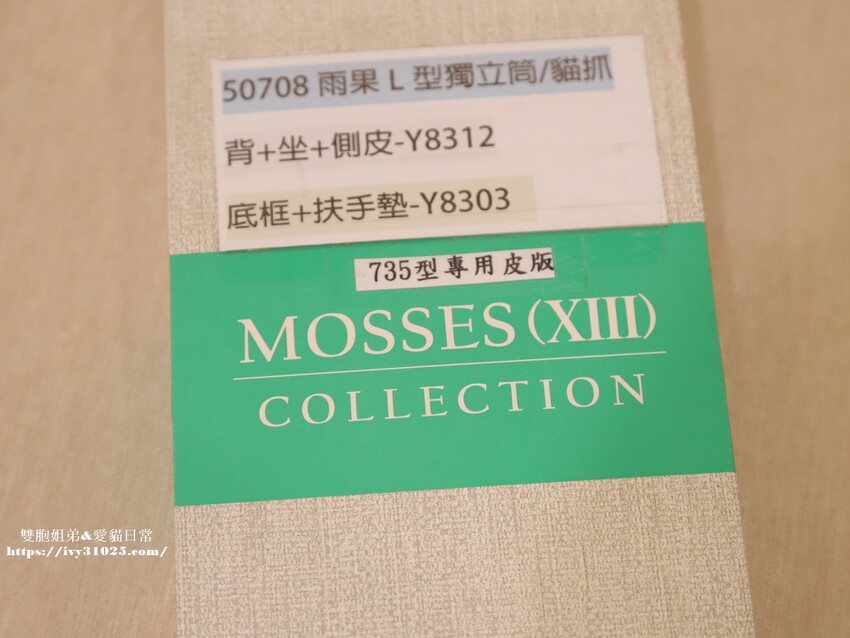 50708 雨果 L 型獨立筒/貓抓
背+坐+側皮-Y8312
底框+扶手墊-Y8303
735型專用皮版
MOSSES (XIII)
COLLECTION
雙胞姐弟&愛貓日常
https://ivy31025.com/